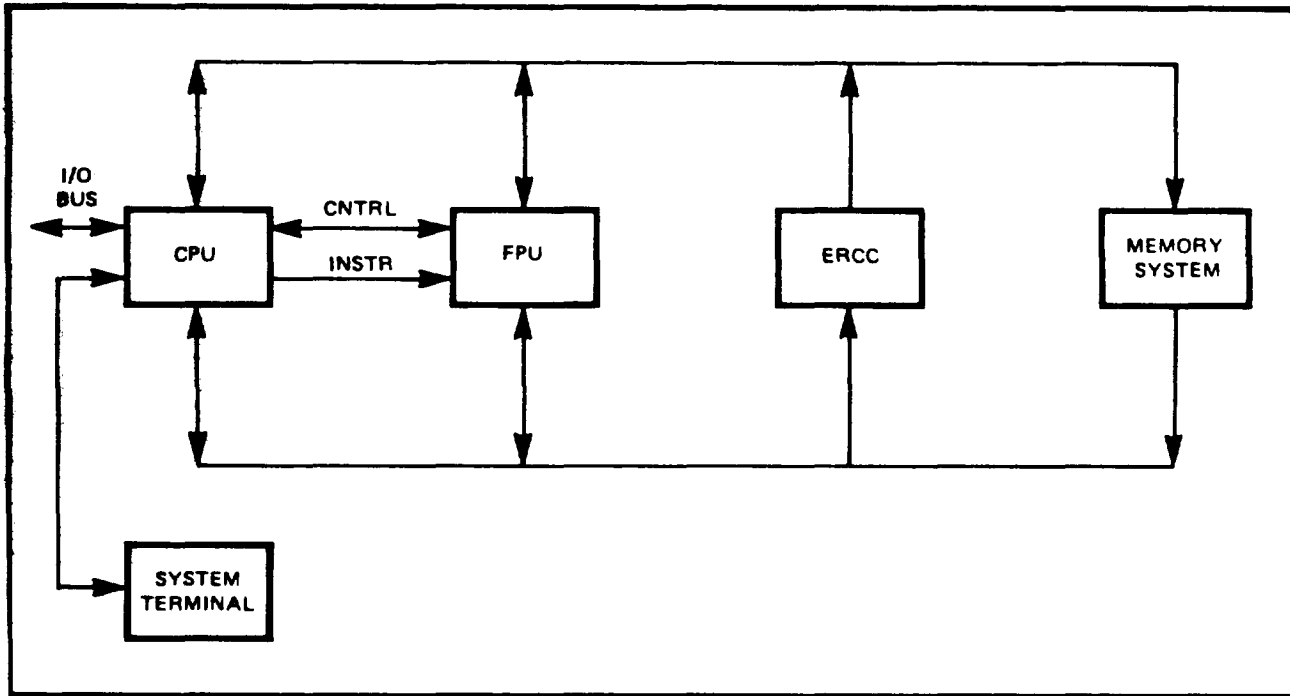 I/O
BUS
CPU
CNTRL
INSTR
FPU
ERCC
MEMORY
SYSTEM
SYSTEM
TERMINAL